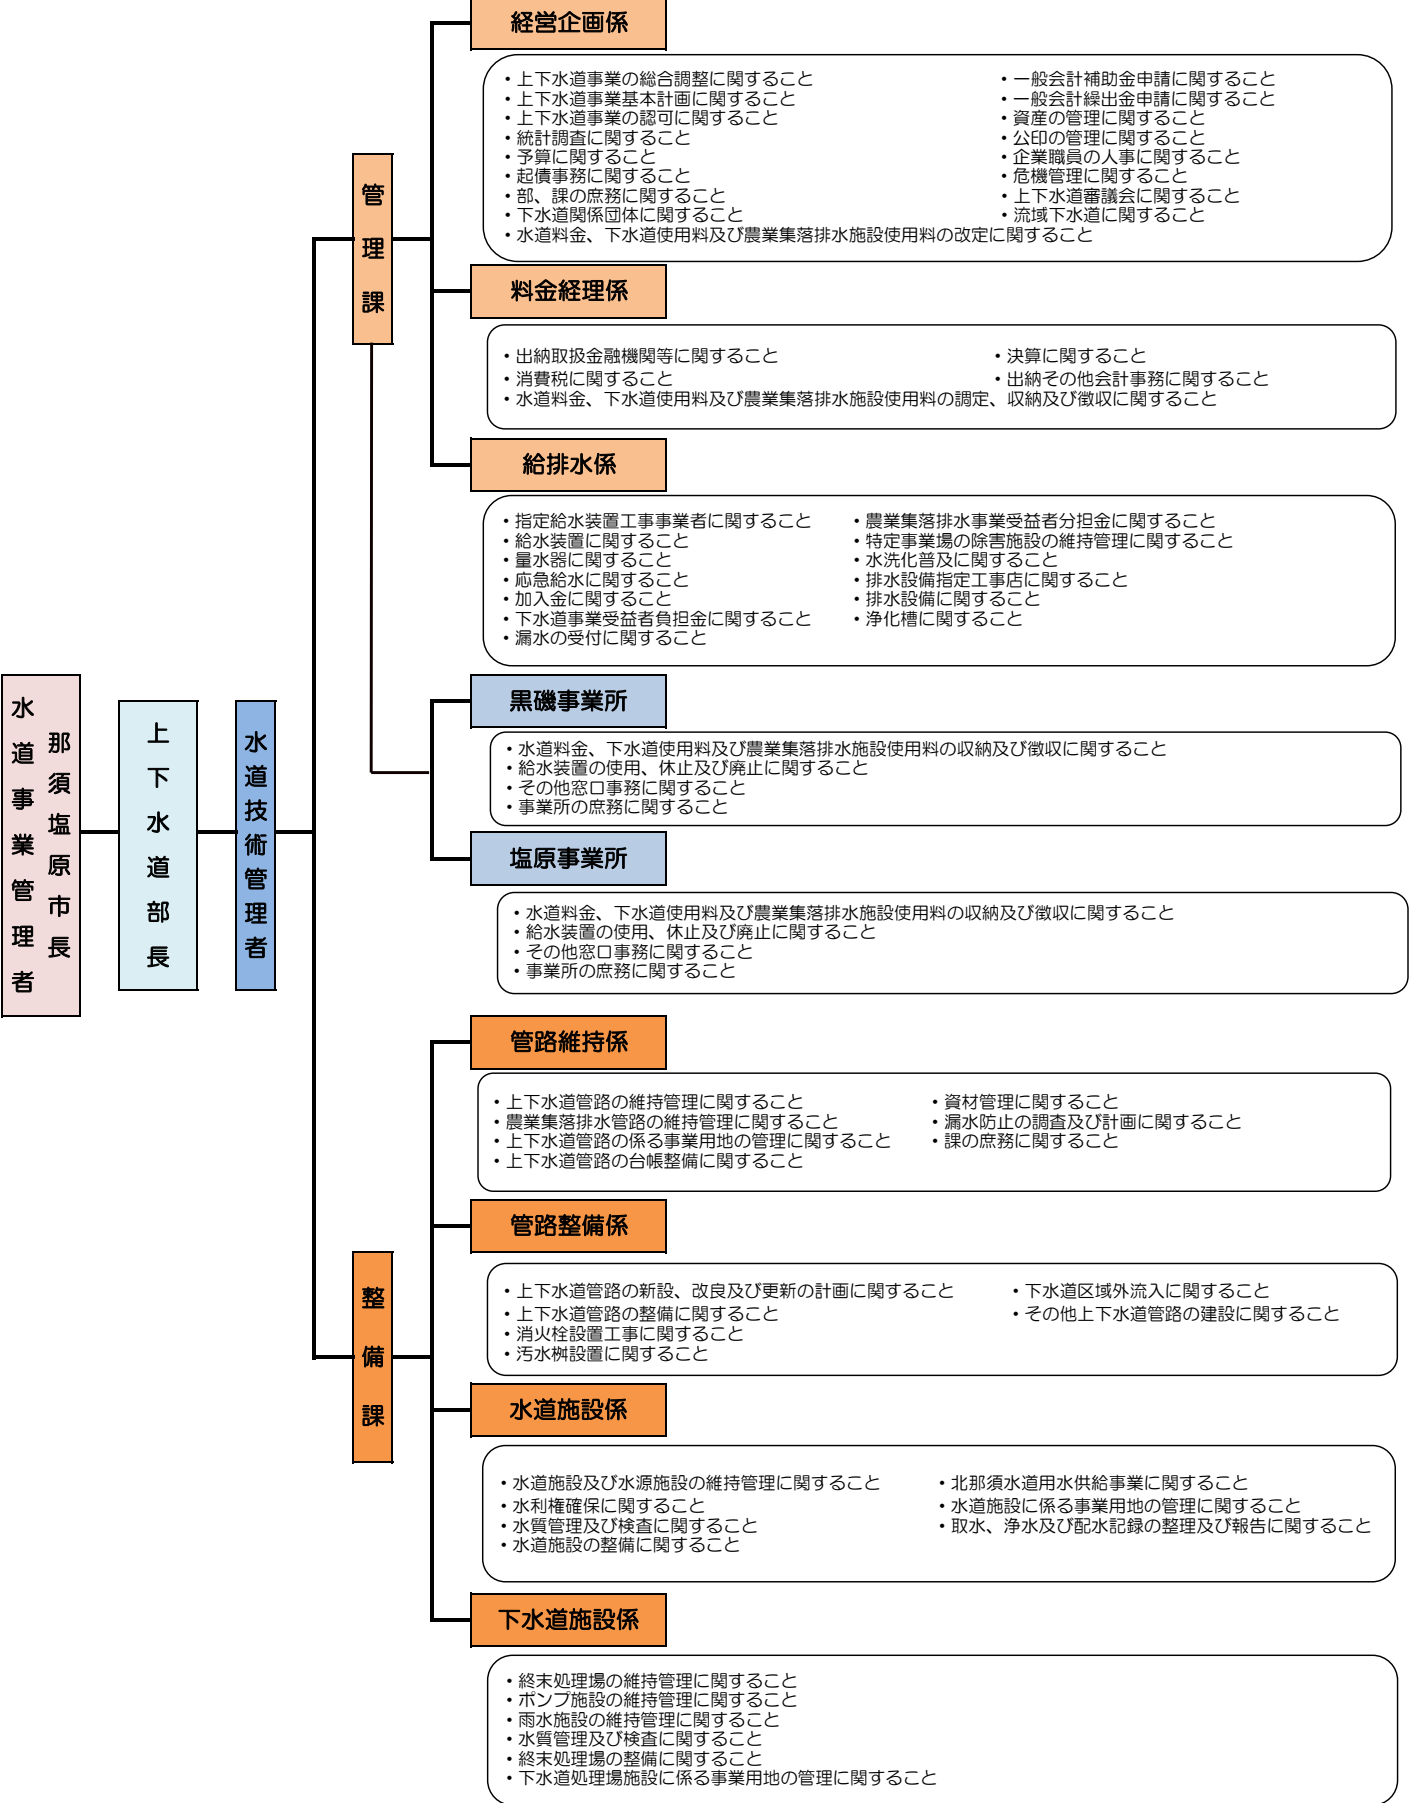 水道事業管理者
那須塩原市長
上下水道部長
水道技術管理者
管理課
経営企画係
・上下水道事業の総合調整に関すること
・上下水道事業基本計画に関すること
・上下水道事業の認可に関すること
・統計調査に関すること
・予算に関すること
・起債事務に関すること
・部、課の庶務に関すること
・下水道関係団体に関すること
・水道料金、下水道使用料及び農業集落排水施設使用料の改定に関すること
・一般会計補助金申請に関すること
・一般会計繰出金申請に関すること
・資産の管理に関すること
・公印の管理に関すること
・企業職員の人事に関すること
・危機管理に関すること
・上下水道審議会に関すること
・流域下水道に関すること
料金経理係
・出納取扱金融機関等に関すること
・消費税に関すること
・水道料金、下水道使用料及び農業集落排水施設使用料の調定、収納及び徴収に関すること
・決算に関すること
・出納その他会計事務に関すること
給排水係
・指定給水装置工事事業者に関すること
・給水装置に関すること
・量水器に関すること
・応急給水に関すること
・加入金に関すること
・下水道事業受益者負担金に関すること
・漏水の受付に関すること
・農業集落排水事業受益者分担金に関すること
・特定事業場の除害施設の維持管理に関すること
・水洗化普及に関すること
・排水設備指定工事店に関すること
・排水設備に関すること
・浄化槽に関すること
黒磯事業所
・水道料金、下水道使用料及び農業集落排水施設使用料の収納及び徴収に関すること
・給水装置の使用、休止及び廃止に関すること
・その他窓口事務に関すること
・事業所の庶務に関すること
塩原事業所
・水道料金、下水道使用料及び農業集落排水施設使用料の収納及び徴収に関すること
・給水装置の使用、休止及び廃止に関すること
・その他窓口事務に関すること
・事業所の庶務に関すること
整備課
管路維持係
・上下水道管路の維持管理に関すること
・農業集落排水管路の維持管理に関すること
・上下水道管路の係る事業用地の管理に関すること
・上下水道管路の台帳整備に関すること
・資材管理に関すること
・漏水防止の調査及び計画に関すること
・課の庶務に関すること
管路整備係
・上下水道管路の新設、改良及び更新の計画に関すること
・上下水道管路の整備に関すること
・消火栓設置工事に関すること
・汚水桝設置に関すること
・下水道区域外流入に関すること
・その他上下水道管路の建設に関すること
水道施設係
・水道施設及び水源施設の維持管理に関すること
・水利権確保に関すること
・水質管理及び検査に関すること
・水道施設の整備に関すること
・北那須水道用水供給事業に関すること
・水道施設に係る事業用地の管理に関すること
・取水、浄水及び配水記録の整理及び報告に関すること
下水道施設係
・終末処理場の維持管理に関すること
・ポンプ施設の維持管理に関すること
・雨水施設の維持管理に関すること
・水質管理及び検査に関すること
・終末処理場の整備に関すること
・下水道処理場施設に係る事業用地の管理に関すること